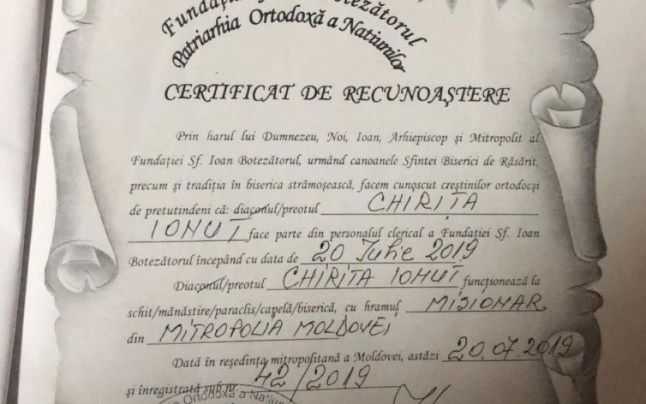 Botezătorul
Patriarhia Ortodoxă a Națiunilor
CERTIFICAT DE RECUNOAȘTERE
Prin harul lui Dumnezeu, Noi, Ioan, Arhiepiscop și Mitropolit al
Fundației Sf. Ioan Botezătorul, urmând canoanele Sfintei Biserici de Răsărit,
precum și tradiția în biserica strămoșească, facem cunoscut creștinilor ortodocși
de pretutindeni că: diaconul/preotul CHIRIȚA
IONUȚ face parte din personalul clerical a Fundației Sf. Ioan
Botezătorul începând cu data de 20 Iulie 2019
Diaconul/preotul CHIRIȚA IONUȚ funcționează la
schit/mănăstire/paraclis/capelă/biserică, cu hramul MISIONAR
din MITROPOLIA MOLDOVEI
Dată în reședința mitropolitană a Moldovei, astăzi 20.07.2019
și înregistrată sub nr. 42/2019
Ortodoxă a Națiun